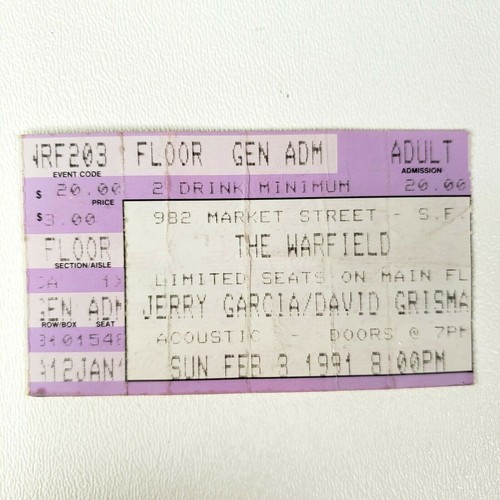 WRF203 FLOOR GEN ADM ADULT
EVENT CODE ADMISSION
$ 20.00 2 DRINK MINIMUM 20.00
PRICE
$3.00 982 MARKET STREET - S.F.
FLOOR THE WARFIELD
SECTION/AISLE
CA LIMITED SEATS ON MAIN FL
GEN ADM JERRY GARCIA/DAVID GRISMA
ROW/BOX SEAT
ACOUSTIC - DOORS @ 7PM
SUN FEB 3 1991 8:00PM